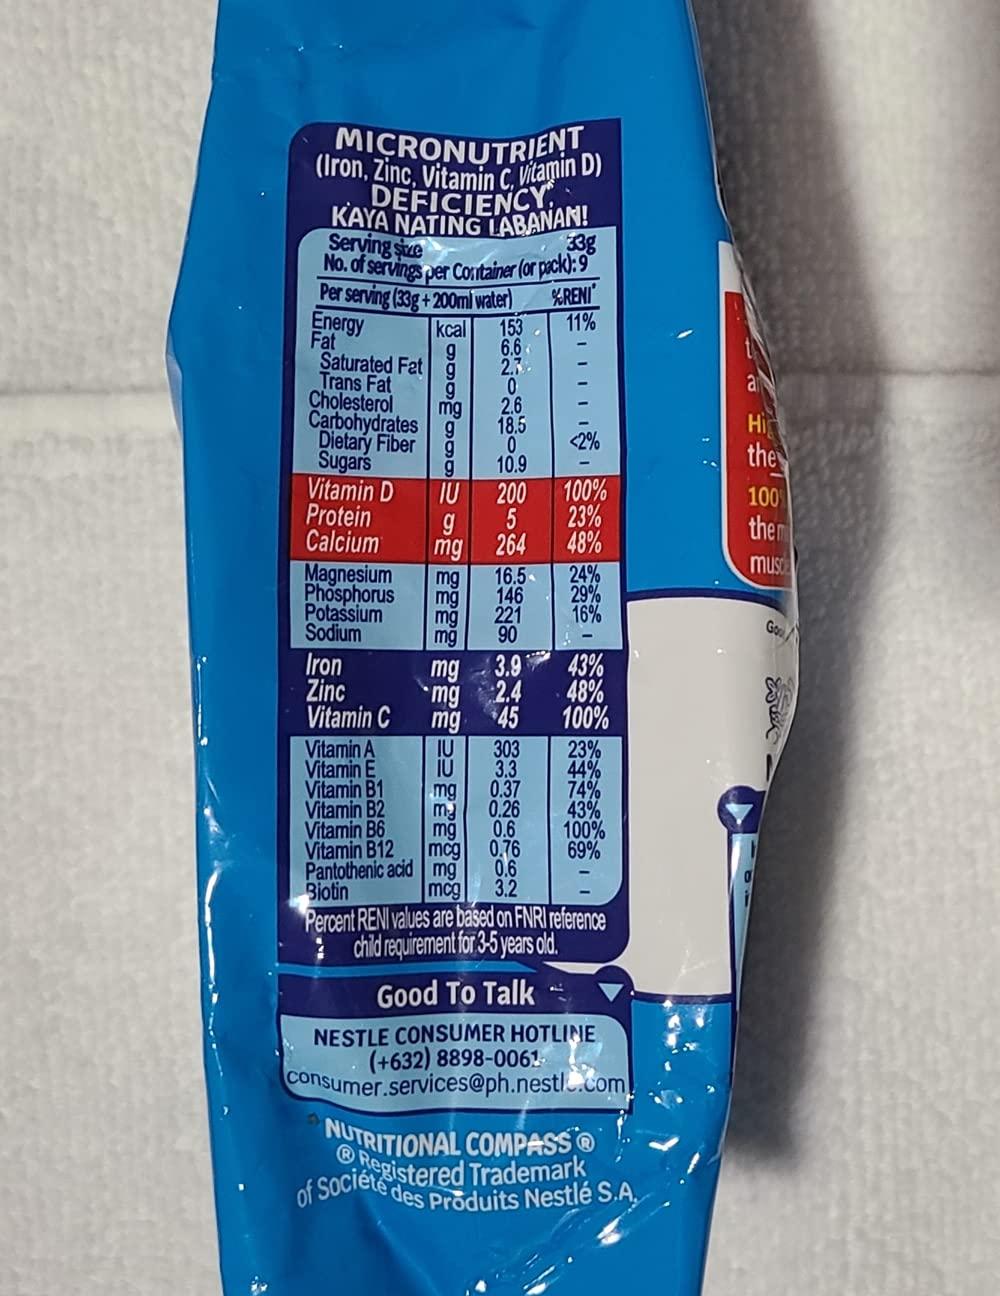 MICRONUTRIENT
(Iron, Zinc, Vitamin C, Vitamin D)
DEFICIENCY,*
KAYA NATING LABANAN!
Serving size 33g
No. of servings per Container (or pack): 9
Per serving (33g + 200ml water) %RENI*
Energy kcal 153 11%
Fat g 6.6 -
Saturated Fat g 2.7 -
Trans Fat g 0 -
Cholesterol mg 2.6 -
Carbohydrates g 18.5 -
Dietary Fiber g 0 <2%
Sugars g 10.9 -
Vitamin D IU 200 100%
Protein g 5 23%
Calcium mg 264 48%
Magnesium mg 16.5 24%
Phosphorus mg 146 29%
Potassium mg 221 16%
Sodium mg 90 -
Iron mg 3.9 43%
Zinc mg 2.4 48%
Vitamin C mg 45 100%
Vitamin A IU 303 23%
Vitamin E IU 3.3 44%
Vitamin B1 mg 0.37 74%
Vitamin B2 mg 0.26 43%
Vitamin B6 mg 0.6 100%
Vitamin B12 mcg 0.76 69%
Pantothenic acid mg 0.6 -
Biotin mcg 3.2 -
Percent RENI values are based on FNRI reference
child requirement for 3-5 years old.
Good To Talk
NESTLE CONSUMER HOTLINE
(+632) 8898-0061
consumer.services@ph.nestle.com
NUTRITIONAL COMPASS ®
® Registered Trademark
of Société des Produits Nestlé S.A.
the
100